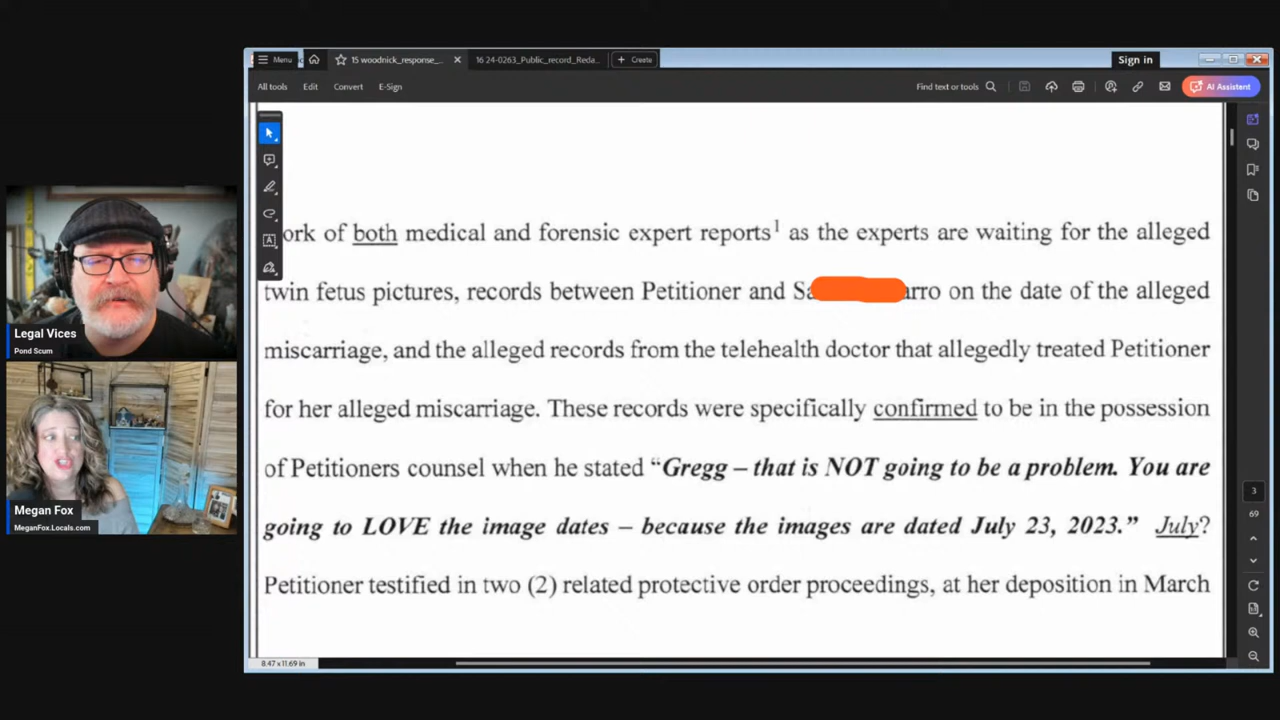 Menu
15 woodnick_response_...
16 24-0263_Public_record_Reda...
Create
Sign in
All tools
Edit
Convert
E-Sign
Find text or tools
AI Assistant
ork of both medical and forensic expert reports1 as the experts are waiting for the alleged
twin fetus pictures, records between Petitioner and Sa arro on the date of the alleged
miscarriage, and the alleged records from the telehealth doctor that allegedly treated Petitioner
for her alleged miscarriage. These records were specifically confirmed to be in the possession
of Petitioners counsel when he stated “Gregg – that is NOT going to be a problem. You are
going to LOVE the image dates – because the images are dated July 23, 2023.” July?
Petitioner testified in two (2) related protective order proceedings, at her deposition in March
Legal Vices
Pond Scum
Megan Fox
MeganFox.Locals.com
3
69
8.47 x 11.69 in